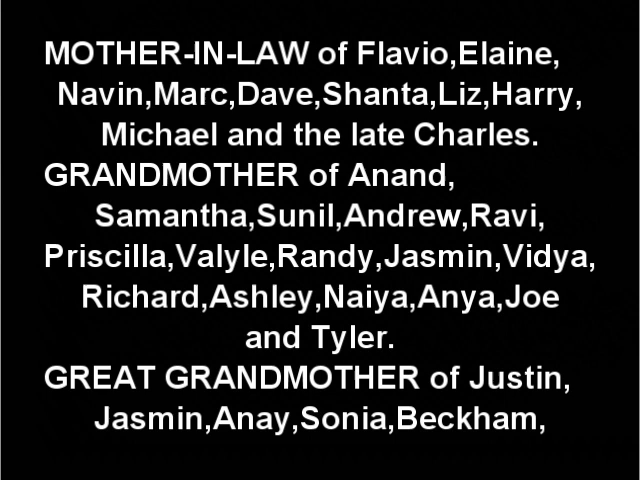 MOTHER-IN-LAW of Flavio,Elaine,
Navin,Marc,Dave,Shanta,Liz,Harry,
Michael and the late Charles.
GRANDMOTHER of Anand,
Samantha,Sunil,Andrew,Ravi,
Priscilla,Valyle,Randy,Jasmin,Vidya,
Richard,Ashley,Naiya,Anya,Joe
and Tyler.
GREAT GRANDMOTHER of Justin,
Jasmin,Anay,Sonia,Beckham,